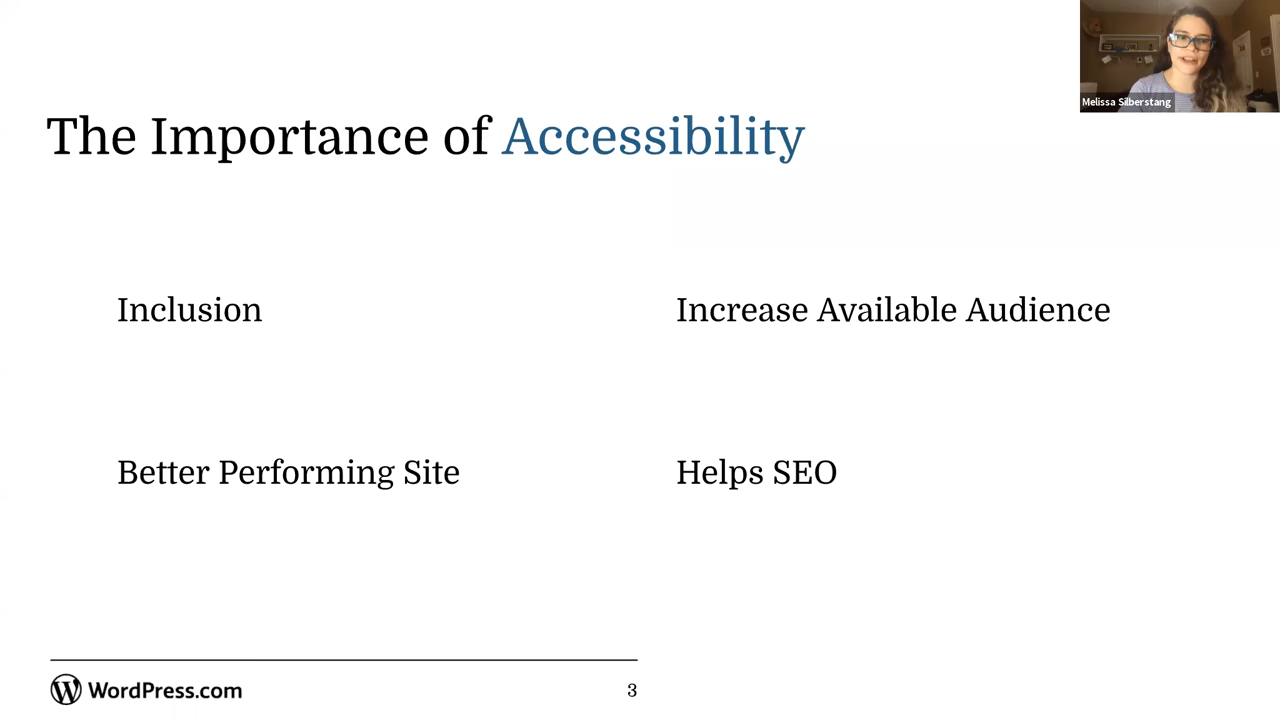 Melissa Silberstang
The Importance of Accessibility
Inclusion
Increase Available Audience
Better Performing Site
Helps SEO
WordPress.com
3